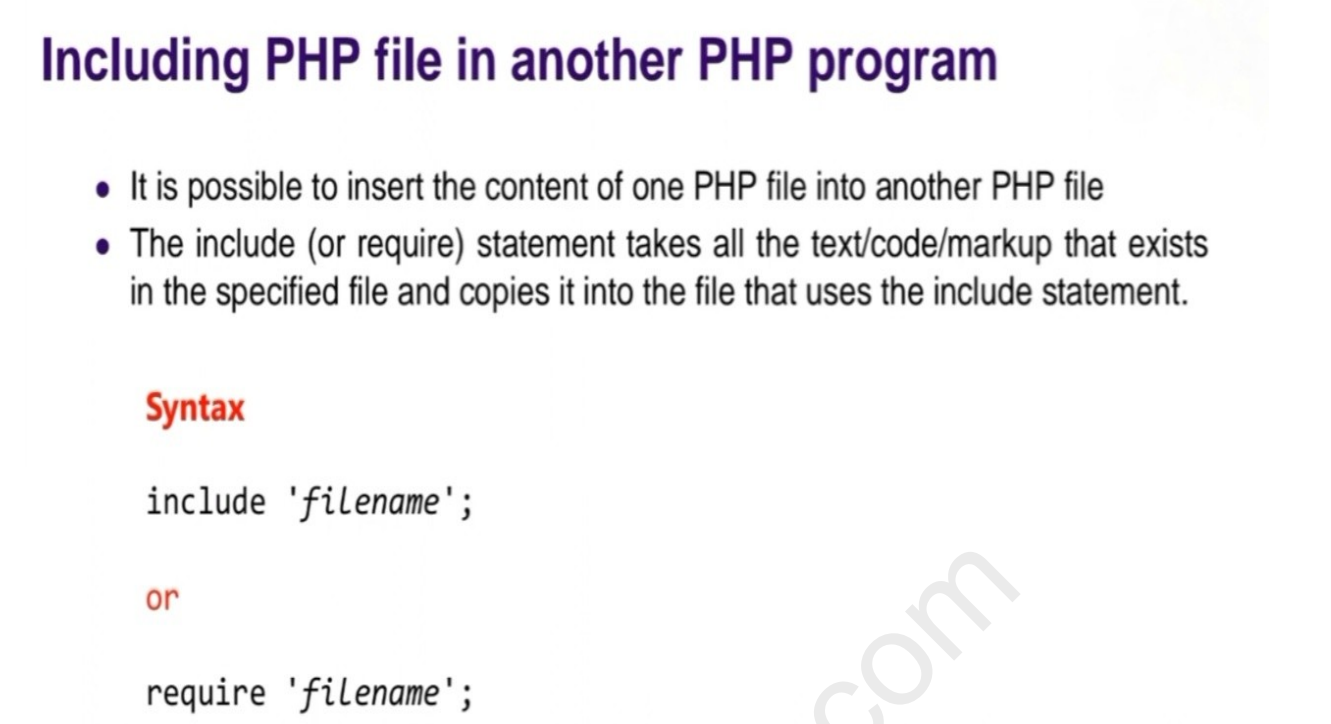 Including PHP file in another PHP program
• It is possible to insert the content of one PHP file into another PHP file
• The include (or require) statement takes all the text/code/markup that exists
in the specified file and copies it into the file that uses the include statement.
Syntax
include 'filename';
or
require 'filename';
.com